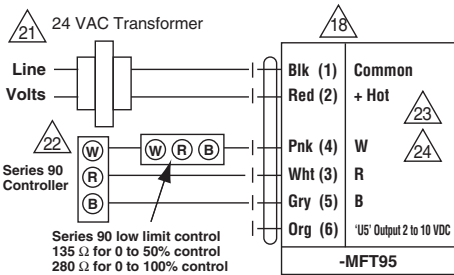 21 24 VAC Transformer 18
Line Blk (1) Common
Volts Red (2) + Hot
23
22 24
W W R B Pnk (4) W
Series 90
Controller R Wht (3) R
B Gry (5) B
Org (6) 'U5' Output 2 to 10 VDC
Series 90 low limit control
135 Ω for 0 to 50% control
280 Ω for 0 to 100% control
-MFT95